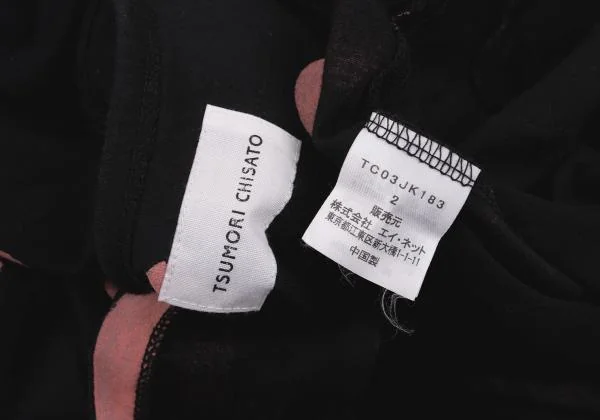 TSUMORI CHISATO
TC03JK183
2
販売元
株式会社 エイ・ネット
東京都江東区新大橋1-1-11
中国製